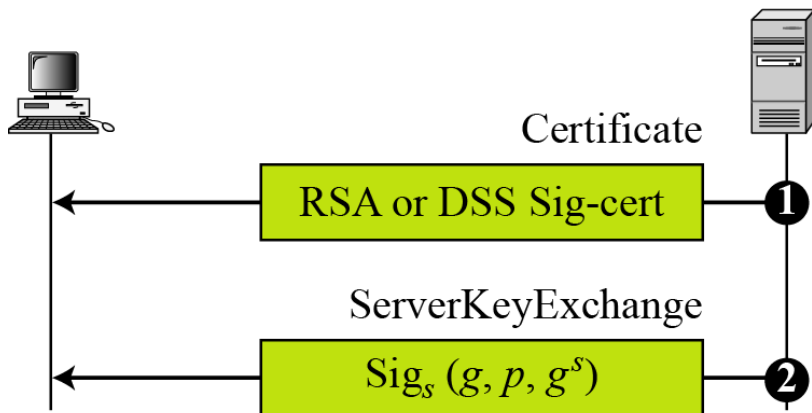 Certificate
RSA or DSS Sig-cert
1
ServerKeyExchange
Sigₛ (g, p, gˢ)
2